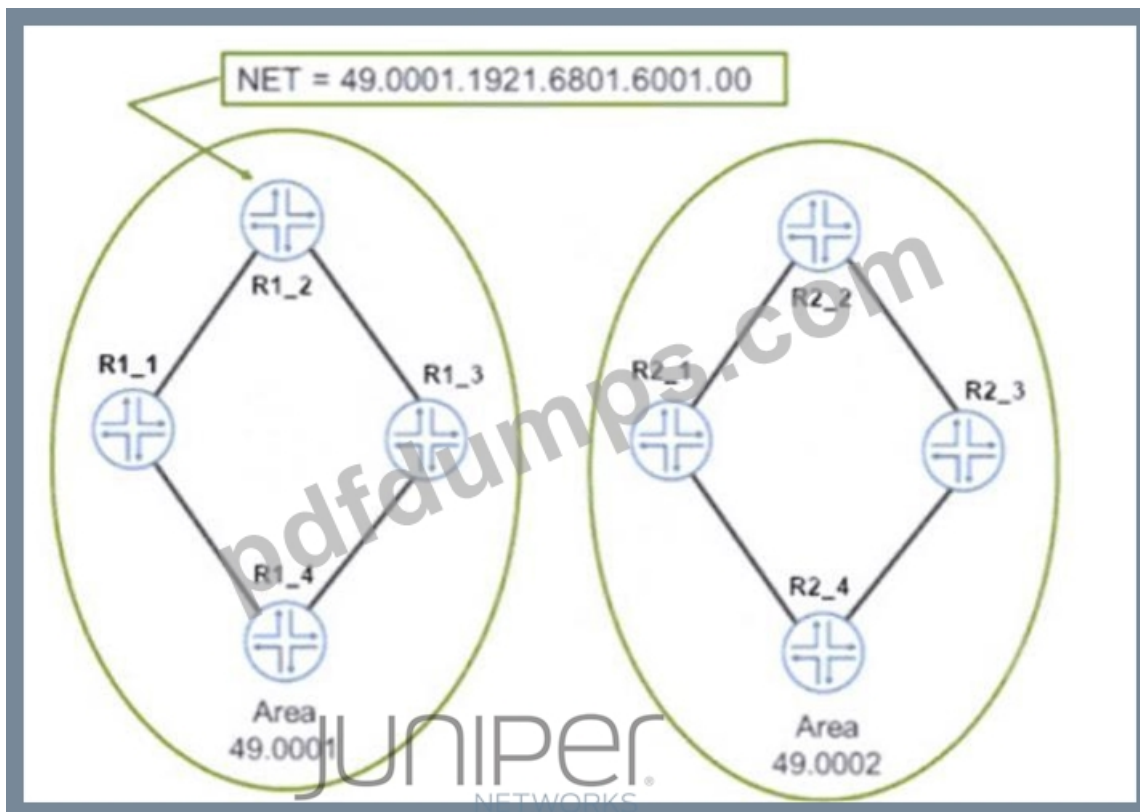 NET = 49.0001.1921.6801.6001.00
R1_2
R2_2
R1_1
R1_3
R2_1
R2_3
pdfdumps.com
R1_4
R2_4
Area
49.0001
Area
49.0002
JUNIPER
NETWORKS